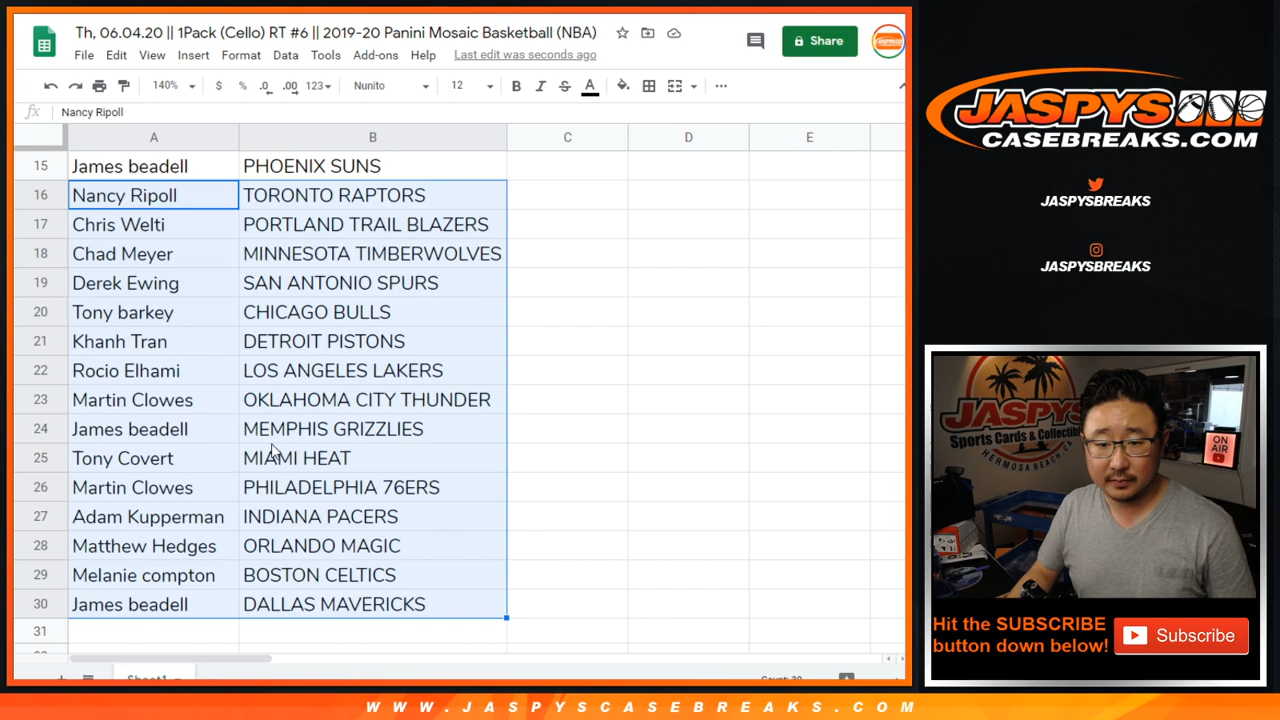 Th, 06.04.20 || 1Pack (Cello) RT #6 || 2019-20 Panini Mosaic Basketball (NBA)
File Edit View Insert Format Data Tools Add-ons Help Last edit was seconds ago
Share
140% $ % .0 .00 123 Nunito 12 B I S A
fx Nancy Ripoll
A B C D E
15 James beadell PHOENIX SUNS
16 Nancy Ripoll TORONTO RAPTORS
17 Chris Welti PORTLAND TRAIL BLAZERS
18 Chad Meyer MINNESOTA TIMBERWOLVES
19 Derek Ewing SAN ANTONIO SPURS
20 Tony barkey CHICAGO BULLS
21 Khanh Tran DETROIT PISTONS
22 Rocio Elhami LOS ANGELES LAKERS
23 Martin Clowes OKLAHOMA CITY THUNDER
24 James beadell MEMPHIS GRIZZLIES
25 Tony Covert MIAMI HEAT
26 Martin Clowes PHILADELPHIA 76ERS
27 Adam Kupperman INDIANA PACERS
28 Matthew Hedges ORLANDO MAGIC
29 Melanie compton BOSTON CELTICS
30 James beadell DALLAS MAVERICKS
31
Sheet1
Count: 30
JASPYS
CASEBREAKS.COM
JASPYSBREAKS
JASPYSBREAKS
JASPYS
Sports Cards & Collectibles
HERMOSA BEACH, CA
ON AIR
Hit the SUBSCRIBE
button down below!
Subscribe
WWW.JASPYSCASEBREAKS.COM